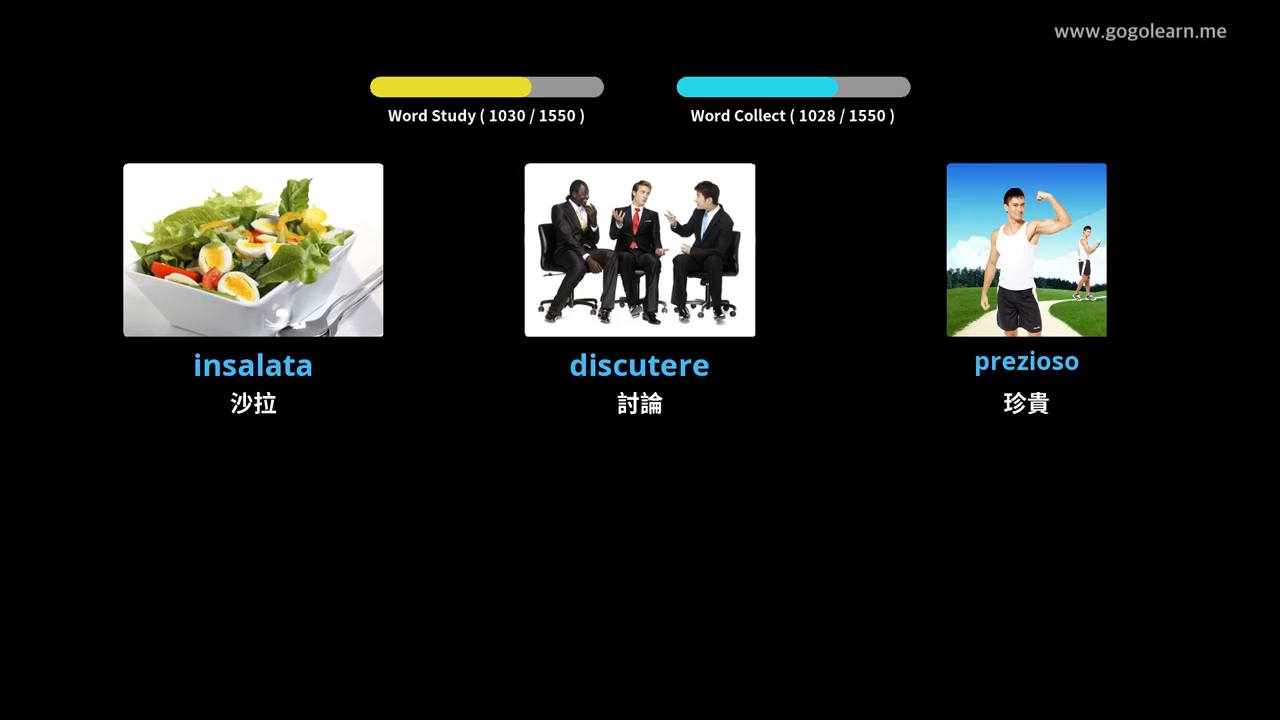 www.gogolearn.me
Word Study ( 1030 / 1550 )
Word Collect ( 1028 / 1550 )
insalata
沙拉
discutere
討論
prezioso
珍貴